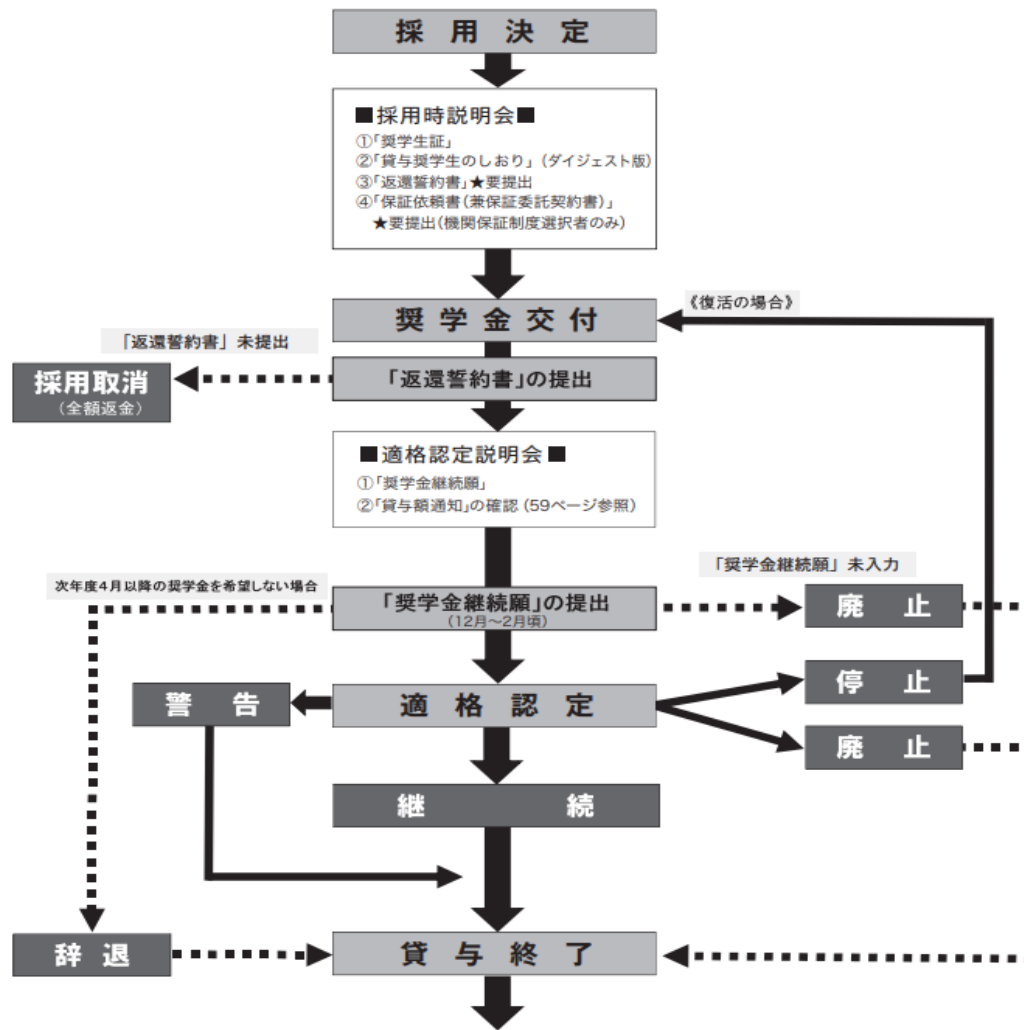 採用決定
■採用時説明会■
①「奨学生証」
②「貸与奨学生のしおり」(ダイジェスト版)
③「返還誓約書」★要提出
④「保証依頼書(兼保証委託契約書)」
★要提出(機関保証制度選択者のみ)
《復活の場合》
奨学金交付
「返還誓約書」未提出
採用取消
(全額返金)
「返還誓約書」の提出
■適格認定説明会■
①「奨学金継続願」
②「貸与額通知」の確認(59ページ参照)
「奨学金継続願」未入力
次年度4月以降の奨学金を希望しない場合
「奨学金継続願」の提出
(12月〜2月頃)
廃止
停止
警告
適格認定
廃止
継続
辞退
貸与終了